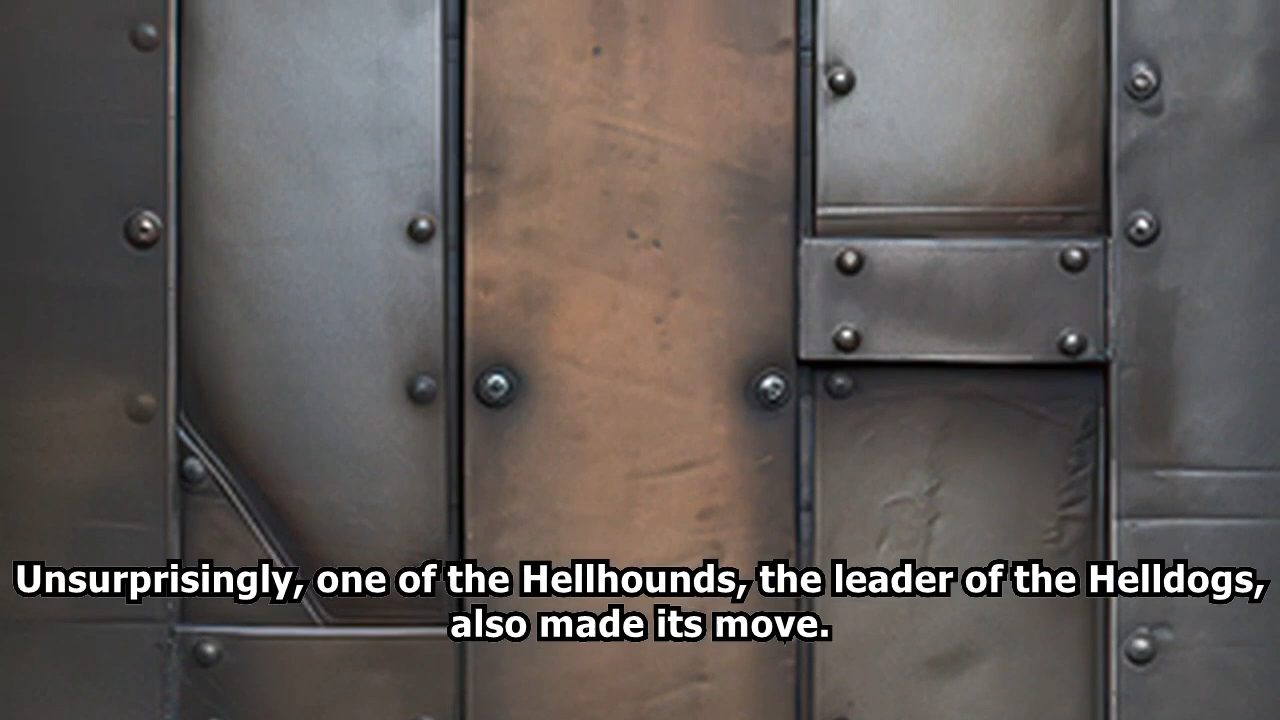 Unsurprisingly, one of the Hellhounds, the leader of the Helldogs,
also made its move.